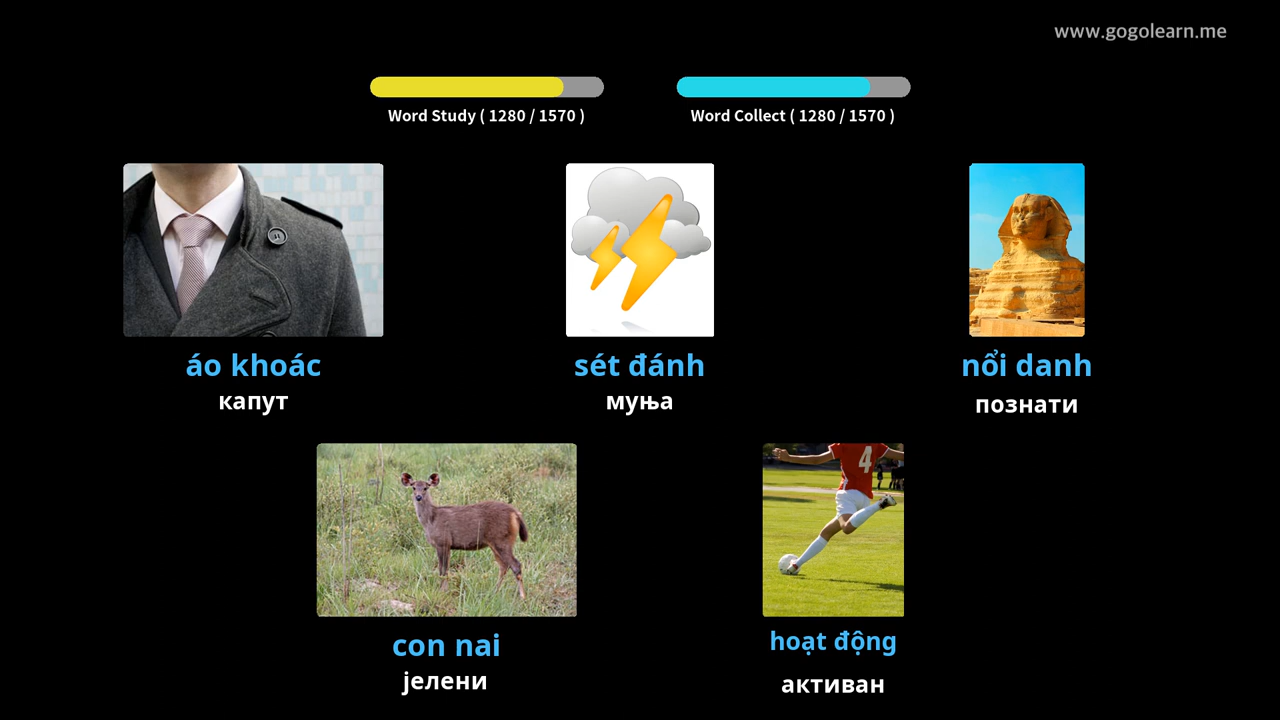 www.gogolearn.me
Word Study ( 1280 / 1570 )
Word Collect ( 1280 / 1570 )
áo khoác
капут
sét đánh
муња
nổi danh
познати
4
con nai
јелени
hoạt động
активан